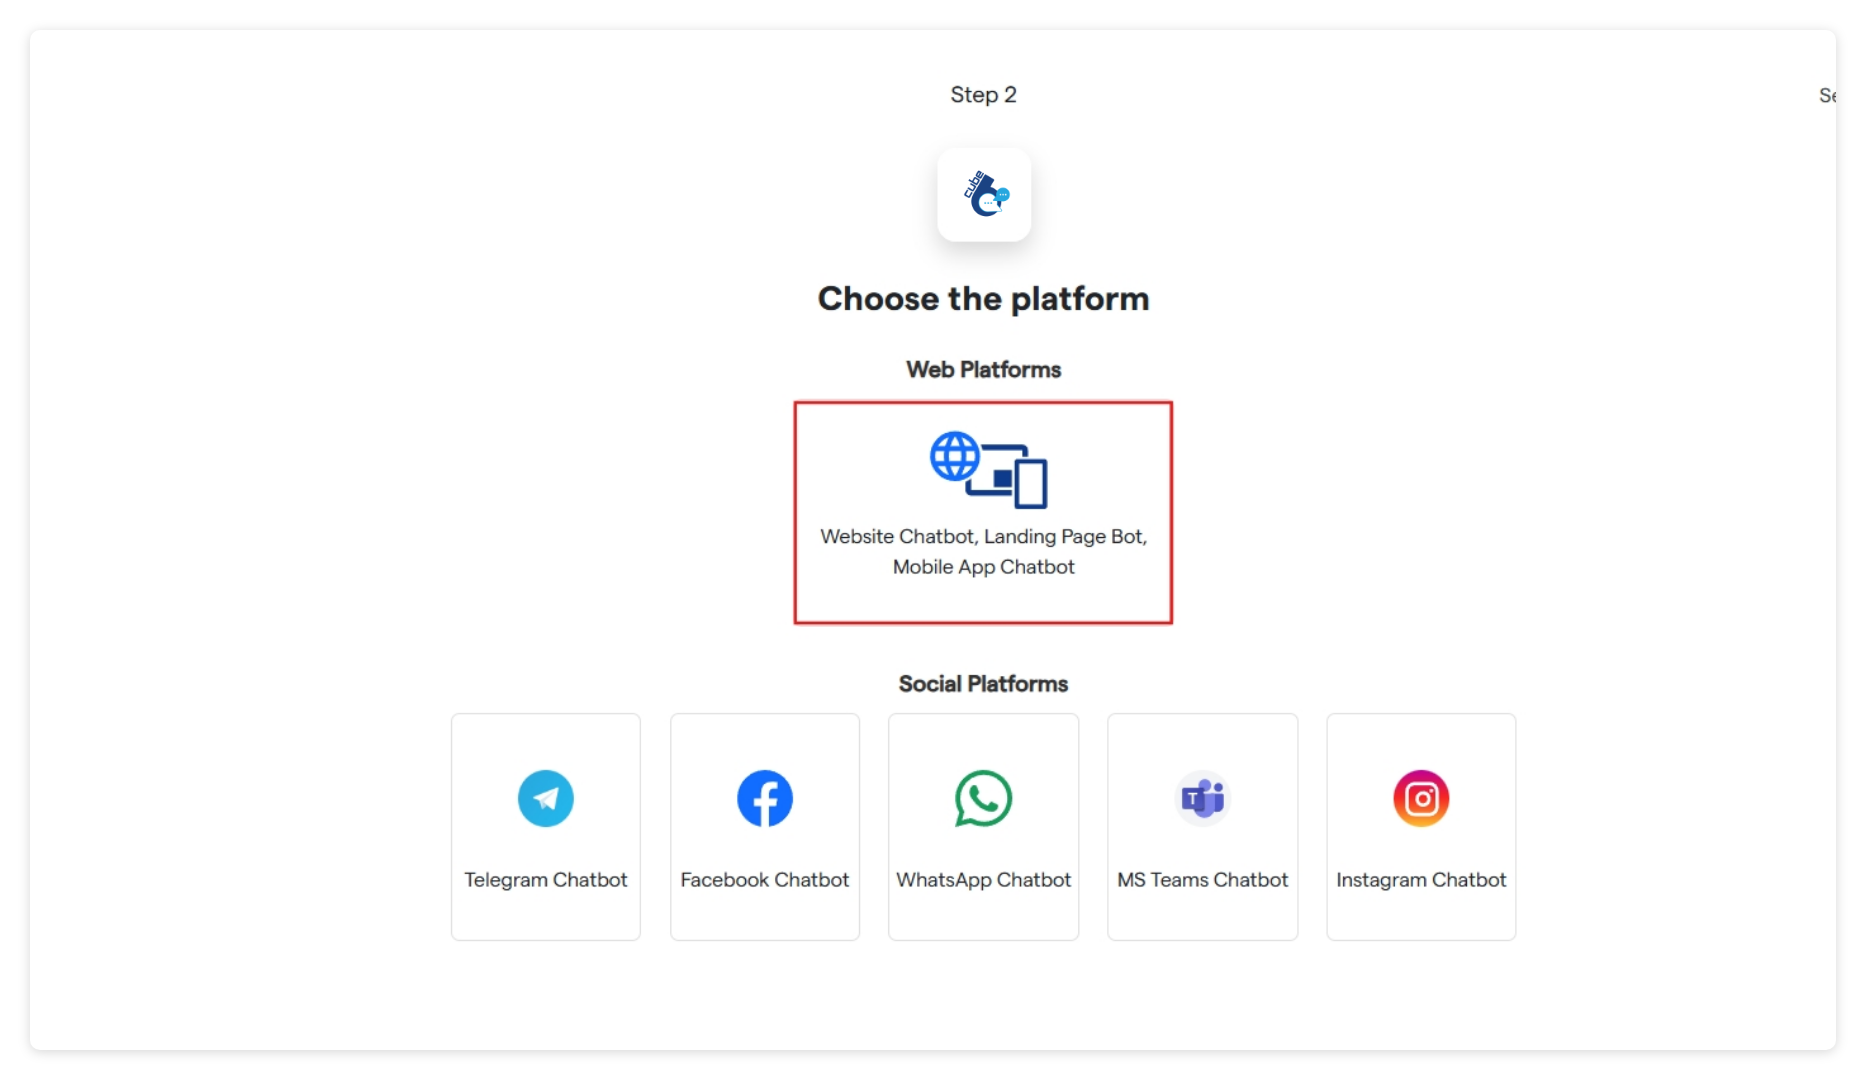 Step 2
Se
cube
Choose the platform
Web Platforms
Website Chatbot, Landing Page Bot,
Mobile App Chatbot
Social Platforms
T
Telegram Chatbot
Facebook Chatbot
WhatsApp Chatbot
MS Teams Chatbot
Instagram Chatbot